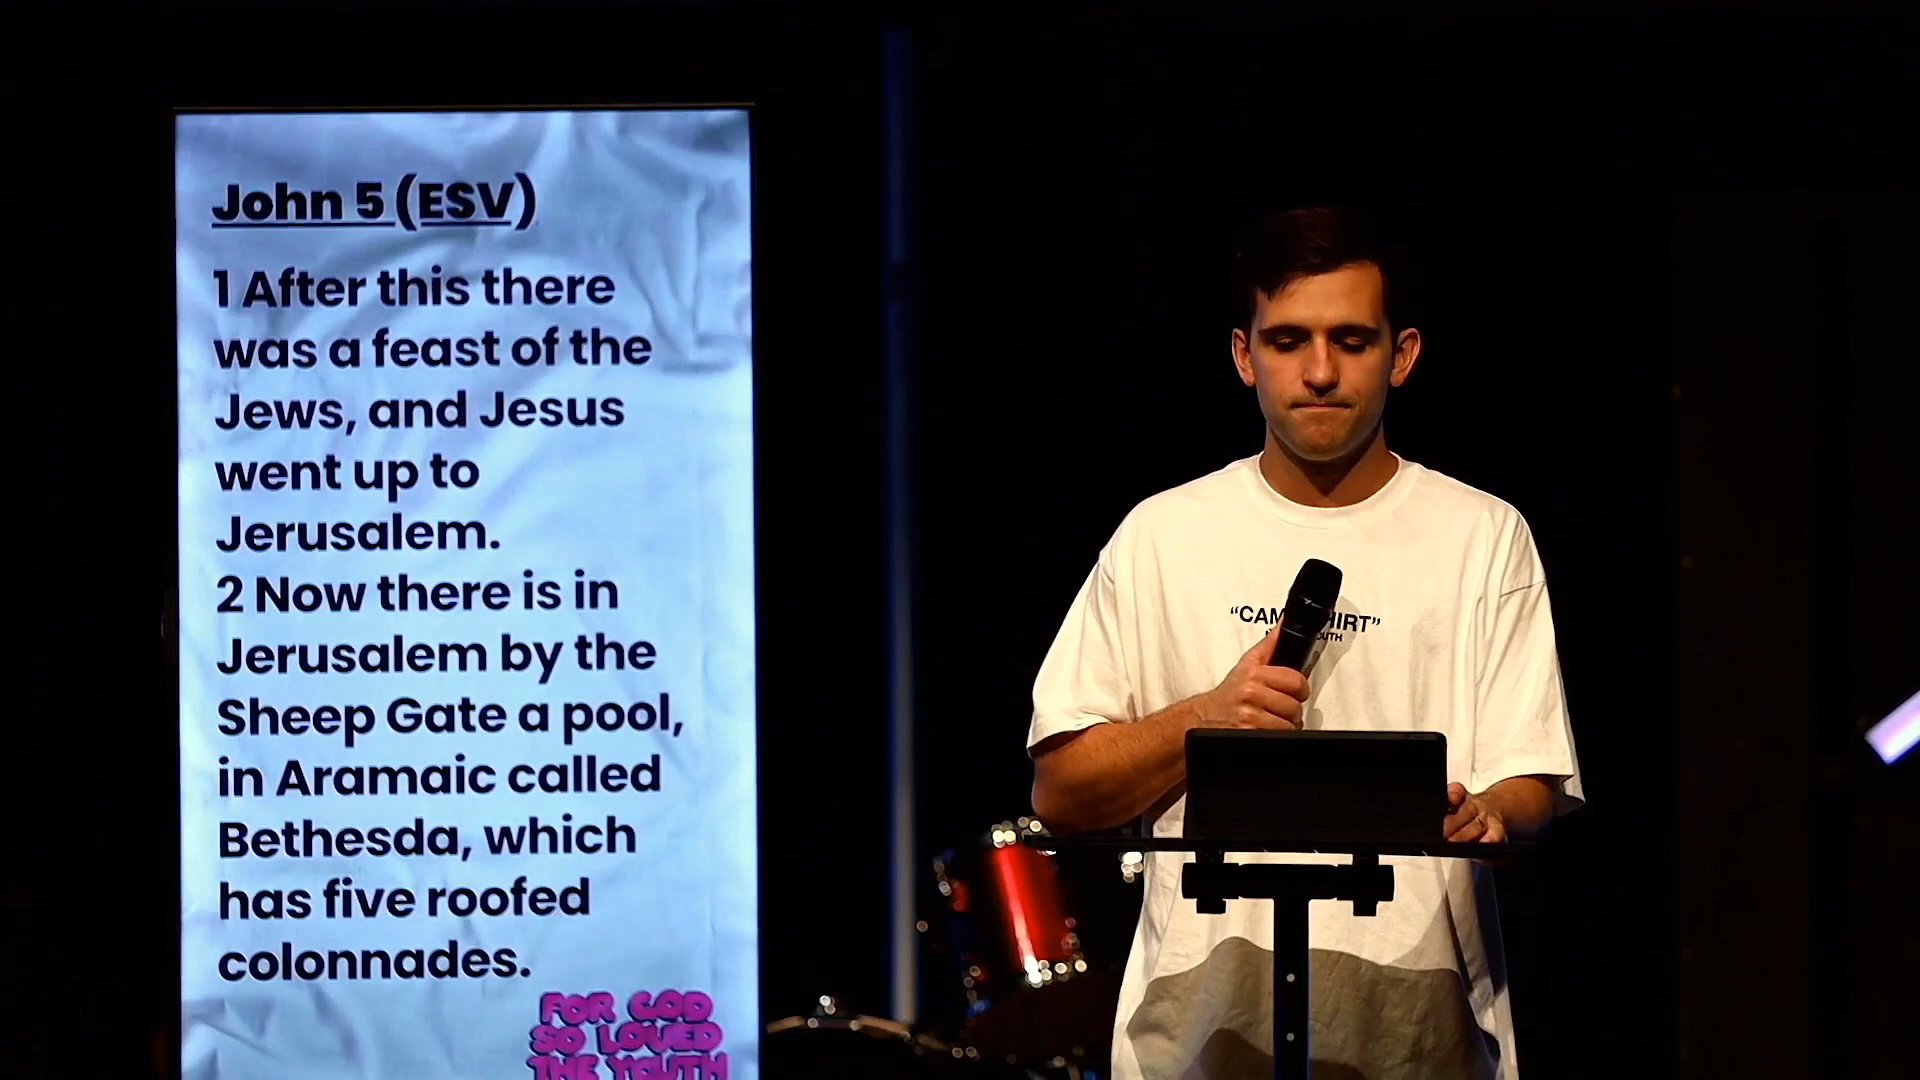 John 5 (ESV)
1 After this there
was a feast of the
Jews, and Jesus
went up to
Jerusalem.
2 Now there is in
Jerusalem by the
Sheep Gate a pool,
in Aramaic called
Bethesda, which
has five roofed
colonnades.
FOR GOD
SO LOVED
THE YOUTH